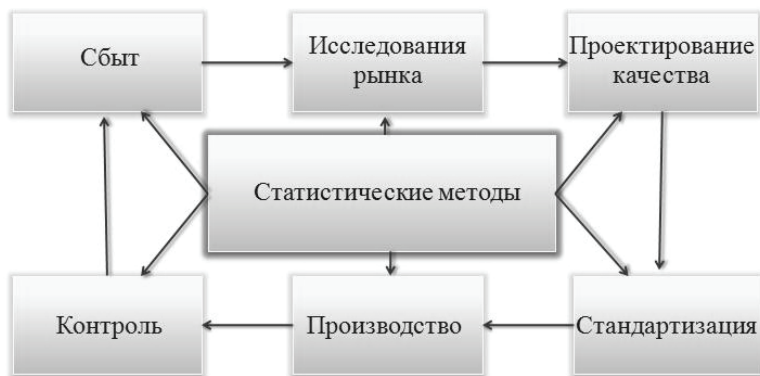 Сбыт
Исследования
рынка
Проектирование
качества
Статистические методы
Контроль
Производство
Стандартизация